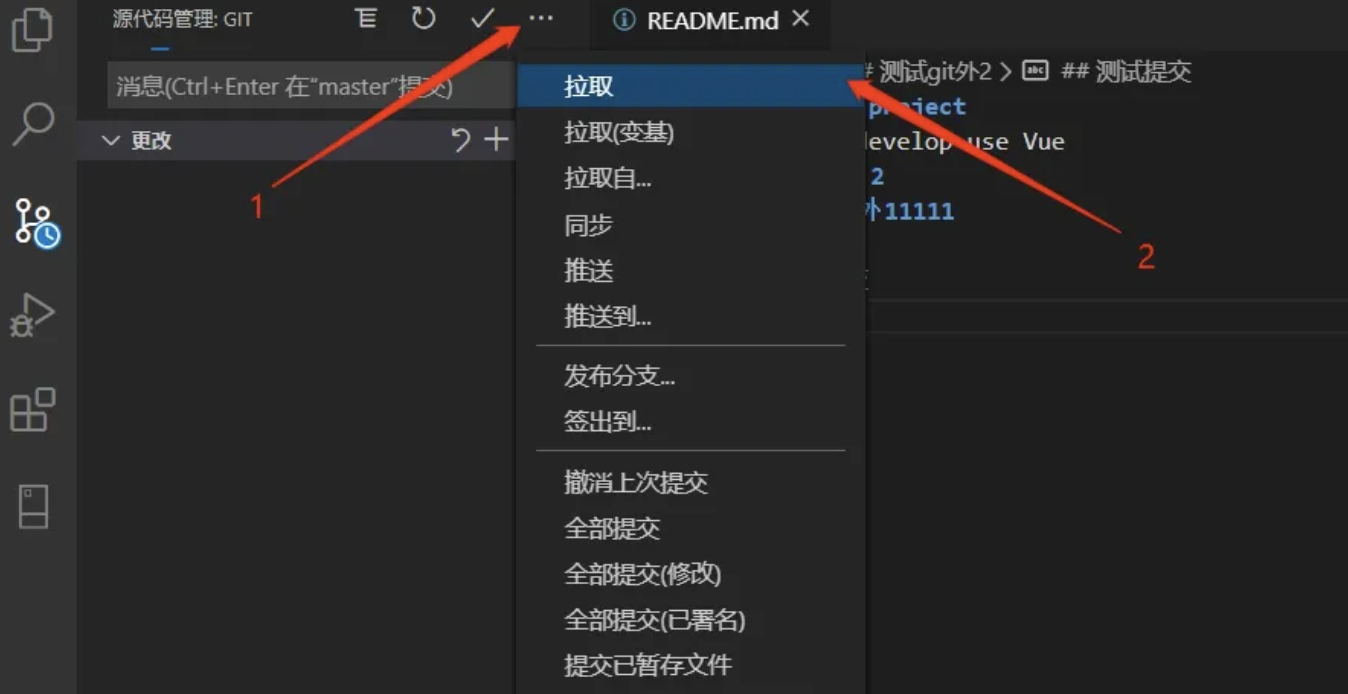 源代码管理: GIT
README.md
消息(Ctrl+Enter 在“master”提交)
测试git外2 > abc ## 测试提交
更改
project
develop use Vue
2
外11111
1
2
拉取
拉取(变基)
拉取自...
同步
推送
推送到...
发布分支...
签出到...
撤消上次提交
全部提交
全部提交(修改)
全部提交(已署名)
提交已暂存文件